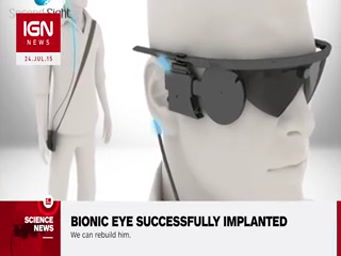 Second Sight
IGN
NEWS
24.JUL.15
SCIENCE
NEWS
BIONIC EYE SUCCESSFULLY IMPLANTED
We can rebuild him.